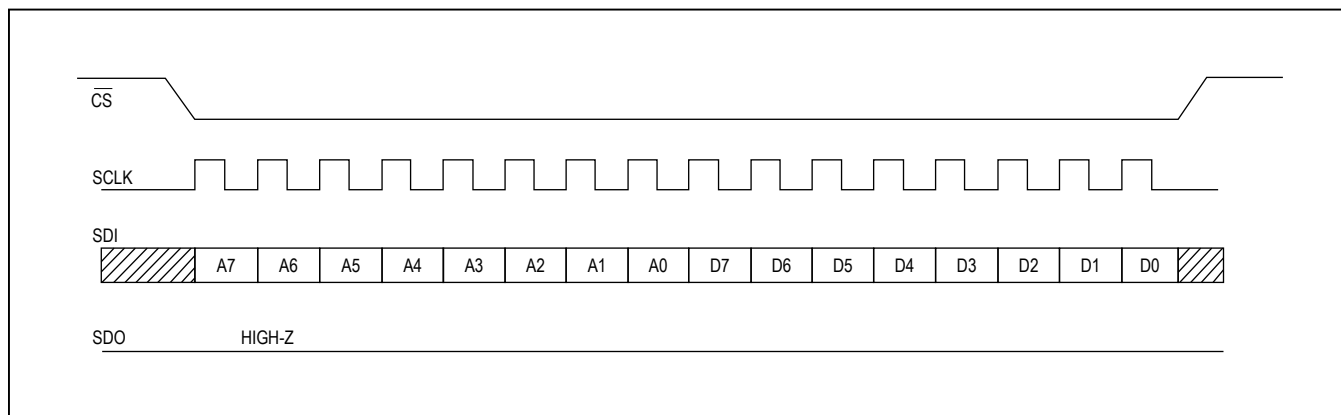 C̅S̅
SCLK
SDI
A7 A6 A5 A4 A3 A2 A1 A0 D7 D6 D5 D4 D3 D2 D1 D0
SDO HIGH-Z